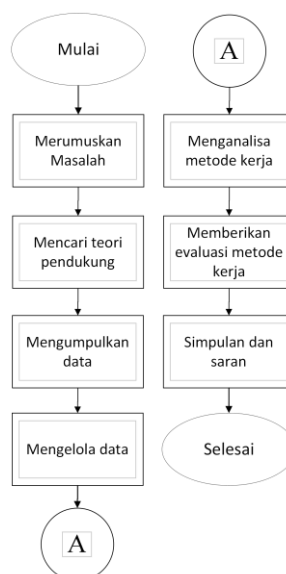 Mulai
Merumuskan
Masalah
Mencari teori
pendukung
Mengumpulkan
data
Mengelola data
A
A
Menganalisa
metode kerja
Memberikan
evaluasi metode
kerja
Simpulan dan
saran
Selesai